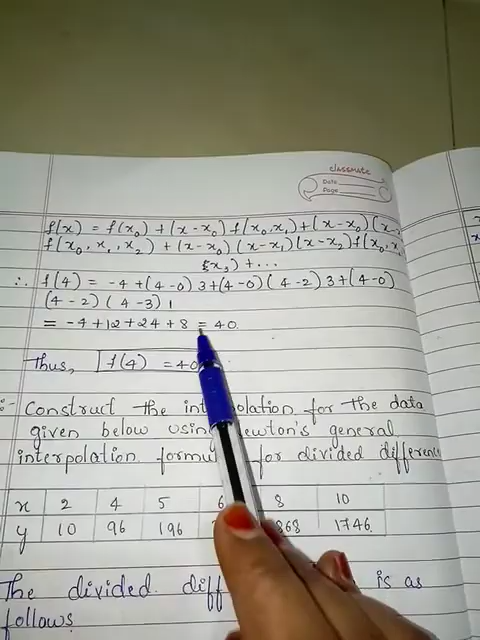 classmate
Date
Page
f(x) = f(x₀) + (x-x₀) f(x₀,x₁) + (x-x₀) (x-
f(x₀, x₁, x₂) + (x-x₀) (x-x₁) (x-x₂) f(x₀, x₁
x₃) + ...
∴ f(4) = -4 + (4-0) 3 + (4-0) (4-2) 3 + (4-0)
(4-2) (4-3) 1
= -4 + 12 + 24 + 8 = 40.
Thus, f(4) = 40
:- Construct the olation for the data
given below using ewton's general
interpolation formu for divided difference
x 2 4 5 6 8 10
y 10 96 196 868 1746.
The divided diff is as
follows